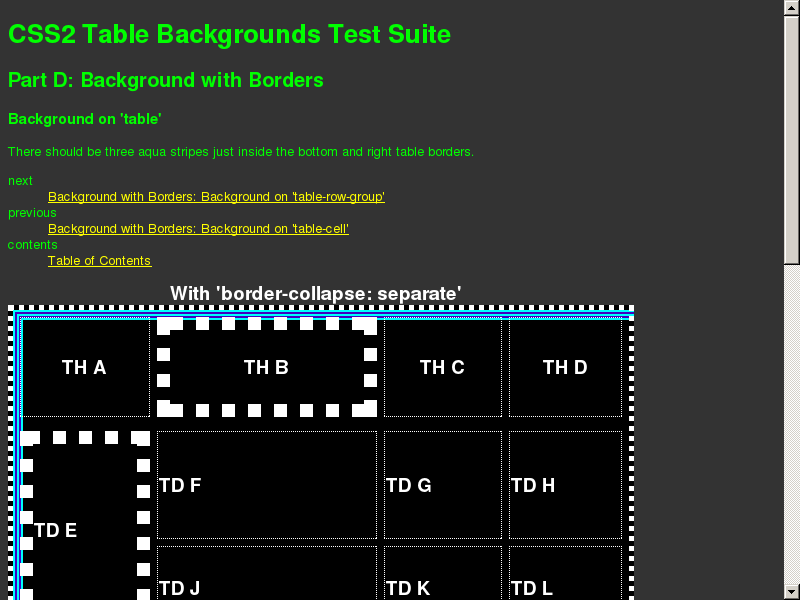 CSS2 Table Backgrounds Test Suite
Part D: Background with Borders
Background on 'table'
There should be three aqua stripes just inside the bottom and right table borders.
next
Background with Borders: Background on 'table-row-group'
previous
Background with Borders: Background on 'table-cell'
contents
Table of Contents
With 'border-collapse: separate'
TH A TH B TH C TH D
TD F TD G TD H
TD E
TD J TD K TD L